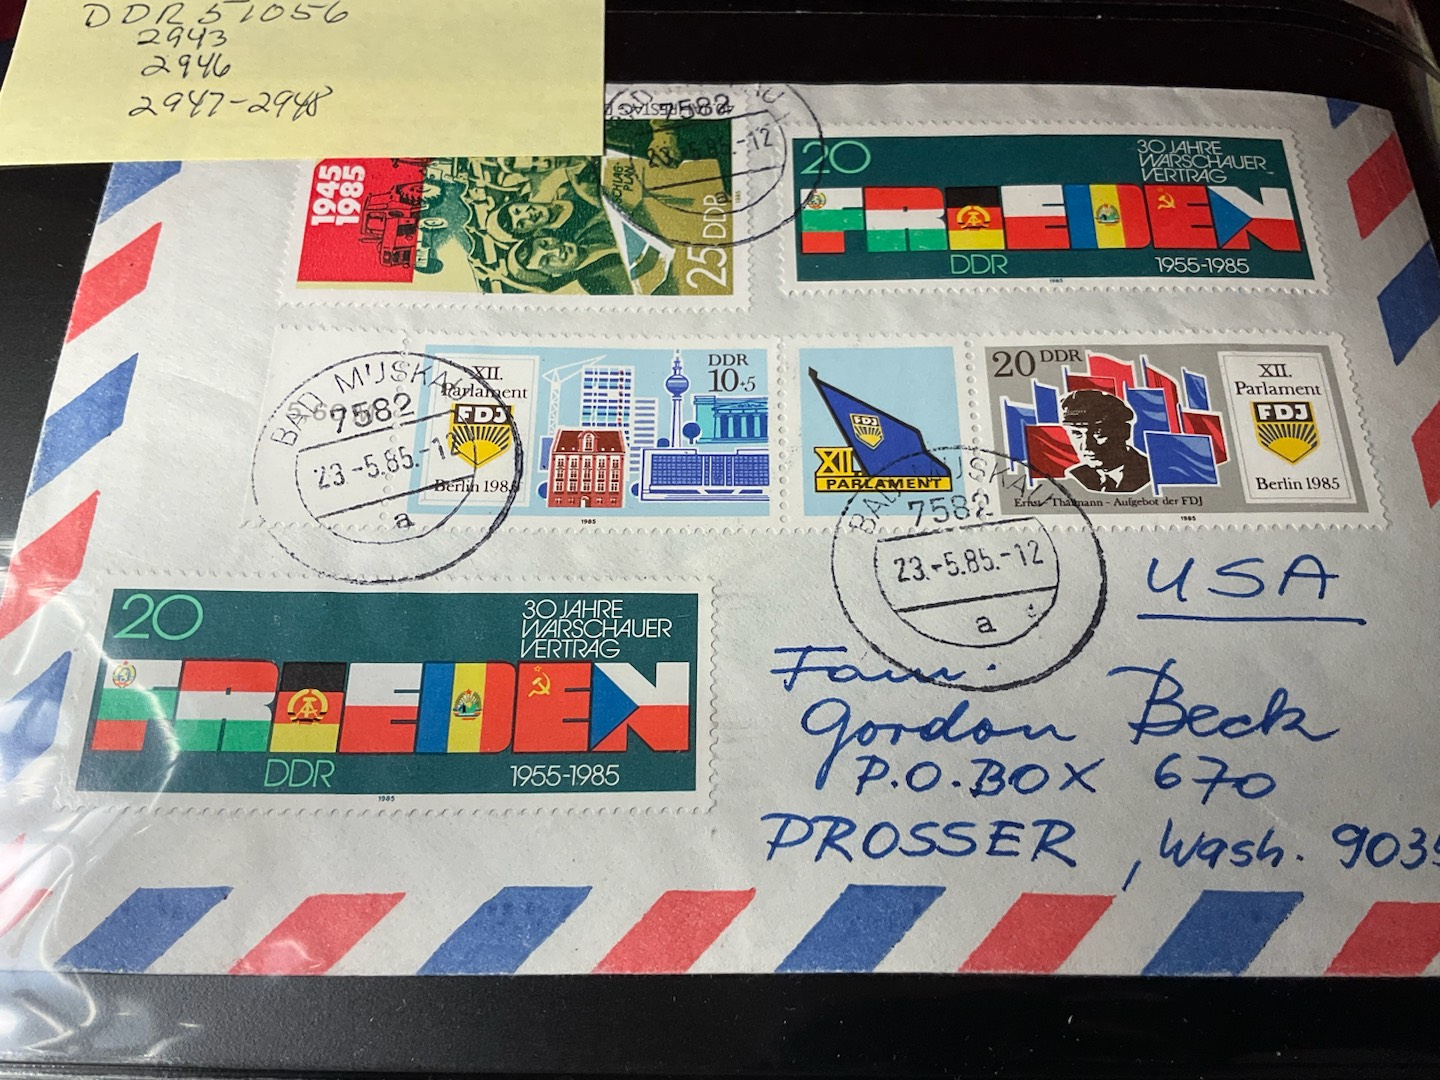 DDR 51056
2943
2946
2947-2948
7582
23.-5.85.-12
a
1945
1985
25 DDR
1985
20
30 JAHRE
WARSCHAUER
VERTRAG
FRIEDEN
DDR
1955-1985
1985
XII.
Parlament
FDJ
Berlin 1985
DDR
10+5
1985
BAD MUSKAU
7582
23.-5.85.-12
a
FDJ
XII.
PARLAMENT
20 DDR
Ernst-Thälmann-Aufgebot der FDJ
XII.
Parlament
FDJ
Berlin 1985
1985
BAD MUSKAU
7582
23.-5.85.-12
a
USA
20
30 JAHRE
WARSCHAUER
VERTRAG
FRIEDEN
DDR
1955-1985
1985
Fam.
Gordon Beck
P.O.BOX 670
PROSSER, Wash. 9035